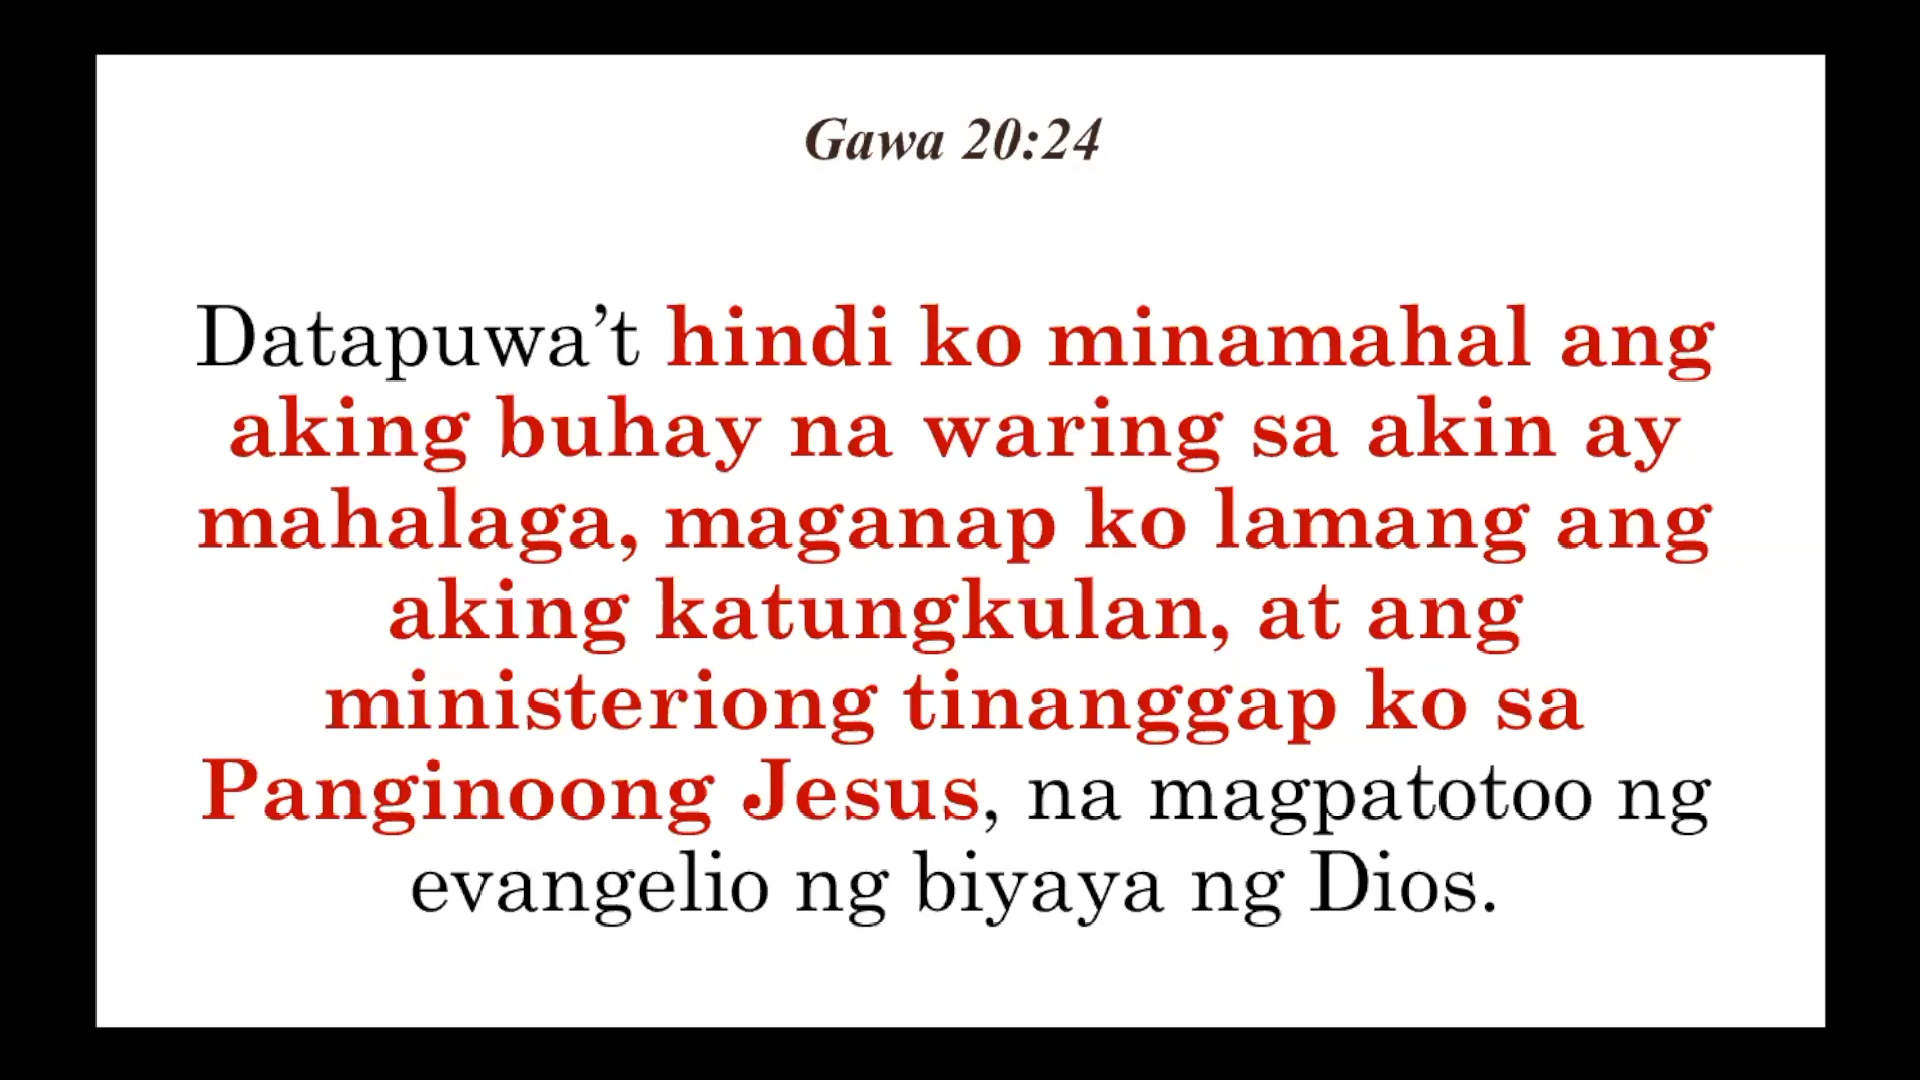 Gawa 20:24
Datapuwa’t hindi ko minamahal ang
aking buhay na waring sa akin ay
mahalaga, maganap ko lamang ang
aking katungkulan, at ang
ministeriong tinanggap ko sa
Panginoong Jesus, na magpatotoo ng
evangelio ng biyaya ng Dios.